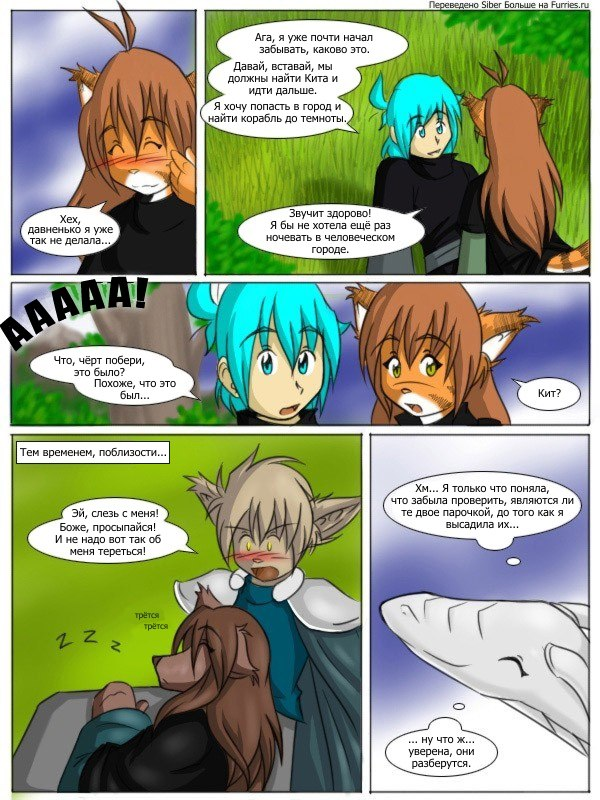 Переведено Siber Больше на Furries.ru
Хех,
давненько я уже
так не делала...
Ага, я уже почти начал
забывать, каково это.
Давай, вставай, мы
должны найти Кита и
идти дальше.
Я хочу попасть в город и
найти корабль до темноты.
Звучит здорово!
Я бы не хотела ещё раз
ночевать в человеческом
городе.
ААААА!
Что, чёрт побери,
это было?
Похоже, что это
был...
Кит?
Тем временем, поблизости...
Эй, слезь с меня!
Боже, просыпайся!
И не надо вот так об
меня тереться!
трётся
трётся
Z Z Z
Хм... Я только что поняла,
что забыла проверить, являются ли
те двое парочкой, до того как я
высадила их...
... ну что ж...
уверена, они
разберутся.